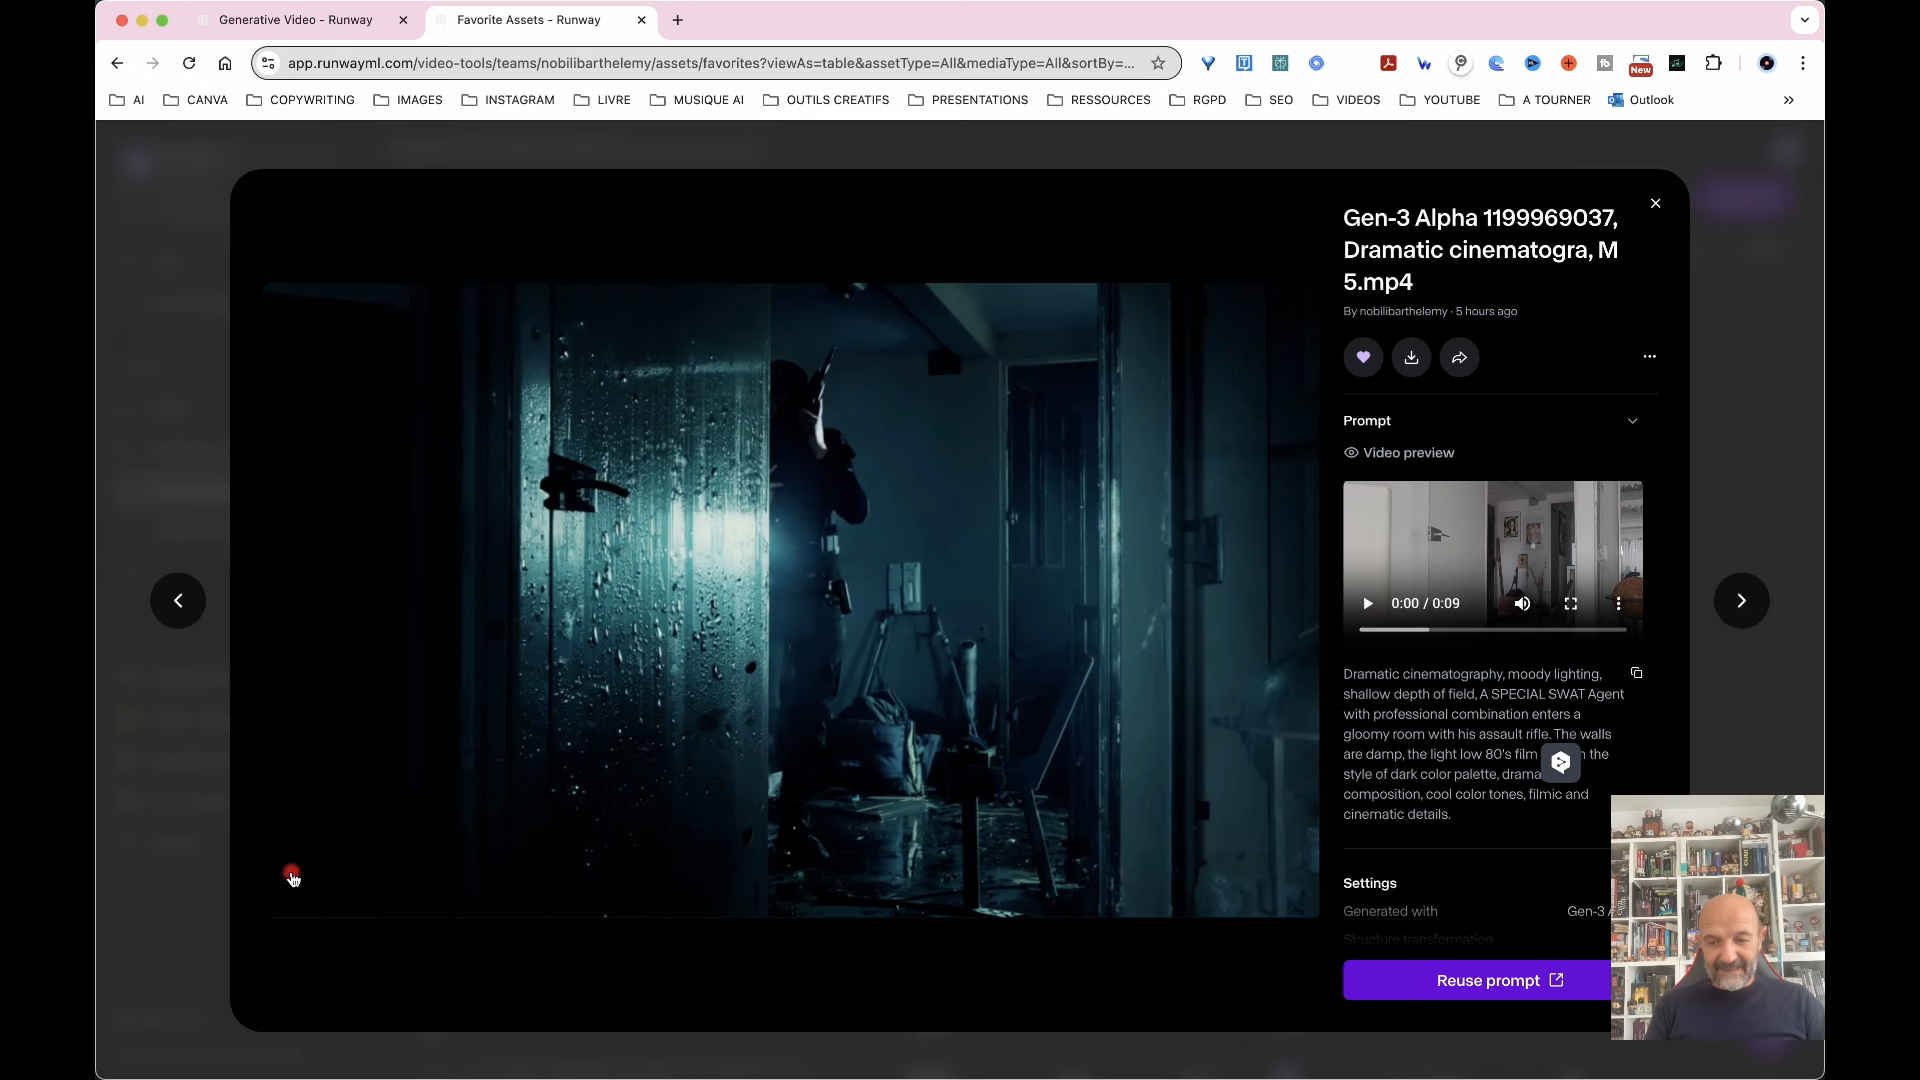 Generative Video - Runway
Favorite Assets - Runway
app.runwayml.com/video-tools/teams/nobilibarthelemy/assets/favorites?viewAs=table&assetType=All&mediaType=All&sortBy=...
New
AI
CANVA
COPYWRITING
IMAGES
INSTAGRAM
LIVRE
MUSIQUE AI
OUTILS CREATIFS
PRESENTATIONS
RESSOURCES
RGPD
SEO
VIDEOS
YOUTUBE
A TOURNER
Outlook
Gen-3 Alpha 1199969037,
Dramatic cinematogra, M
5.mp4
By nobilibarthelemy · 5 hours ago
Prompt
Video preview
0:00 / 0:09
Dramatic cinematography, moody lighting,
shallow depth of field, A SPECIAL SWAT Agent
with professional combination enters a
gloomy room with his assault rifle. The walls
are damp, the light low 80's film the
style of dark color palette,
composition, cool color tones, filmic and
cinematic details.
Settings
Generated with
Gen-3
Structure transformation
Reuse prompt